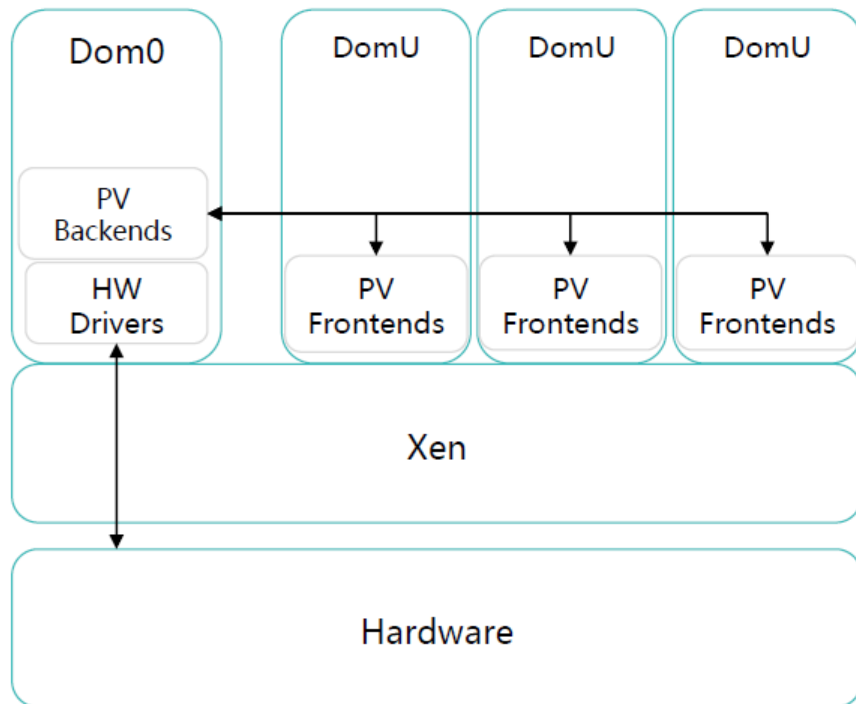 Dom0
DomU
DomU
DomU
PV
Backends
HW
Drivers
PV
Frontends
PV
Frontends
PV
Frontends
Xen
Hardware